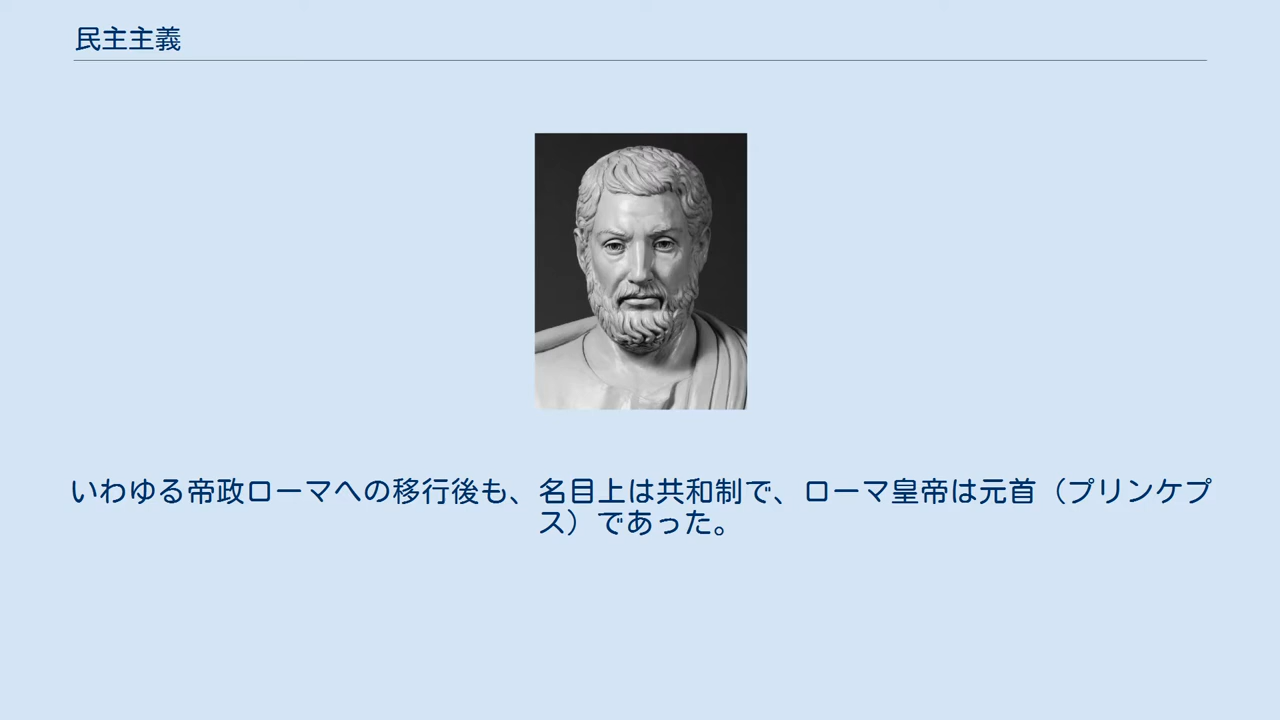 民主主義
いわゆる帝政ローマへの移行後も、名目上は共和制で、ローマ皇帝は元首（プリンケプ
ス）であった。